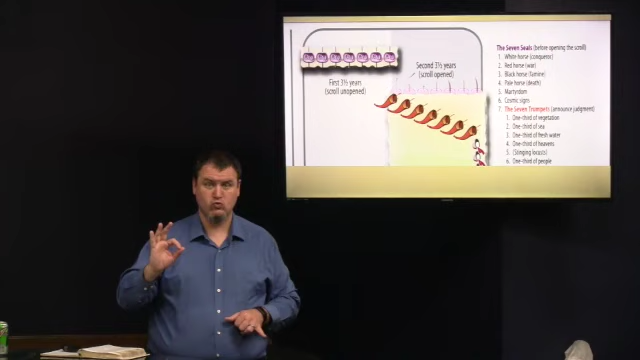 First 3½ years
(scroll unopened)
Second 3½ years
(scroll opened)
The Seven Seals (before opening the scroll)
1. White horse (conqueror)
2. Red horse (war)
3. Black horse (famine)
4. Pale horse (death)
5. Martyrdom
6. Cosmic signs
7. The Seven Trumpets (announce judgment)
1. One-third of vegetation
2. One-third of sea
3. One-third of fresh water
4. One-third of heavens
5. (Stinging locusts)
6. One-third of people